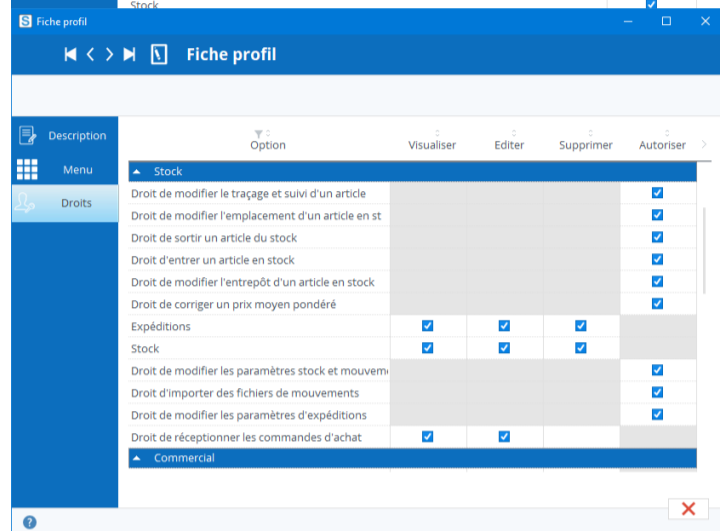 Stock
S Fiche profil
Fiche profil
Description
Menu
Droits
Option Visualiser Editer Supprimer Autoriser
Stock
Droit de modifier le traçage et suivi d'un article
Droit de modifier l'emplacement d'un article en st
Droit de sortir un article du stock
Droit d'entrer un article en stock
Droit de modifier l'entrepôt d'un article en stock
Droit de corriger un prix moyen pondéré
Expéditions
Stock
Droit de modifier les paramètres stock et mouvem
Droit d'importer des fichiers de mouvements
Droit de modifier les paramètres d'expéditions
Droit de réceptionner les commandes d'achat
Commercial
?